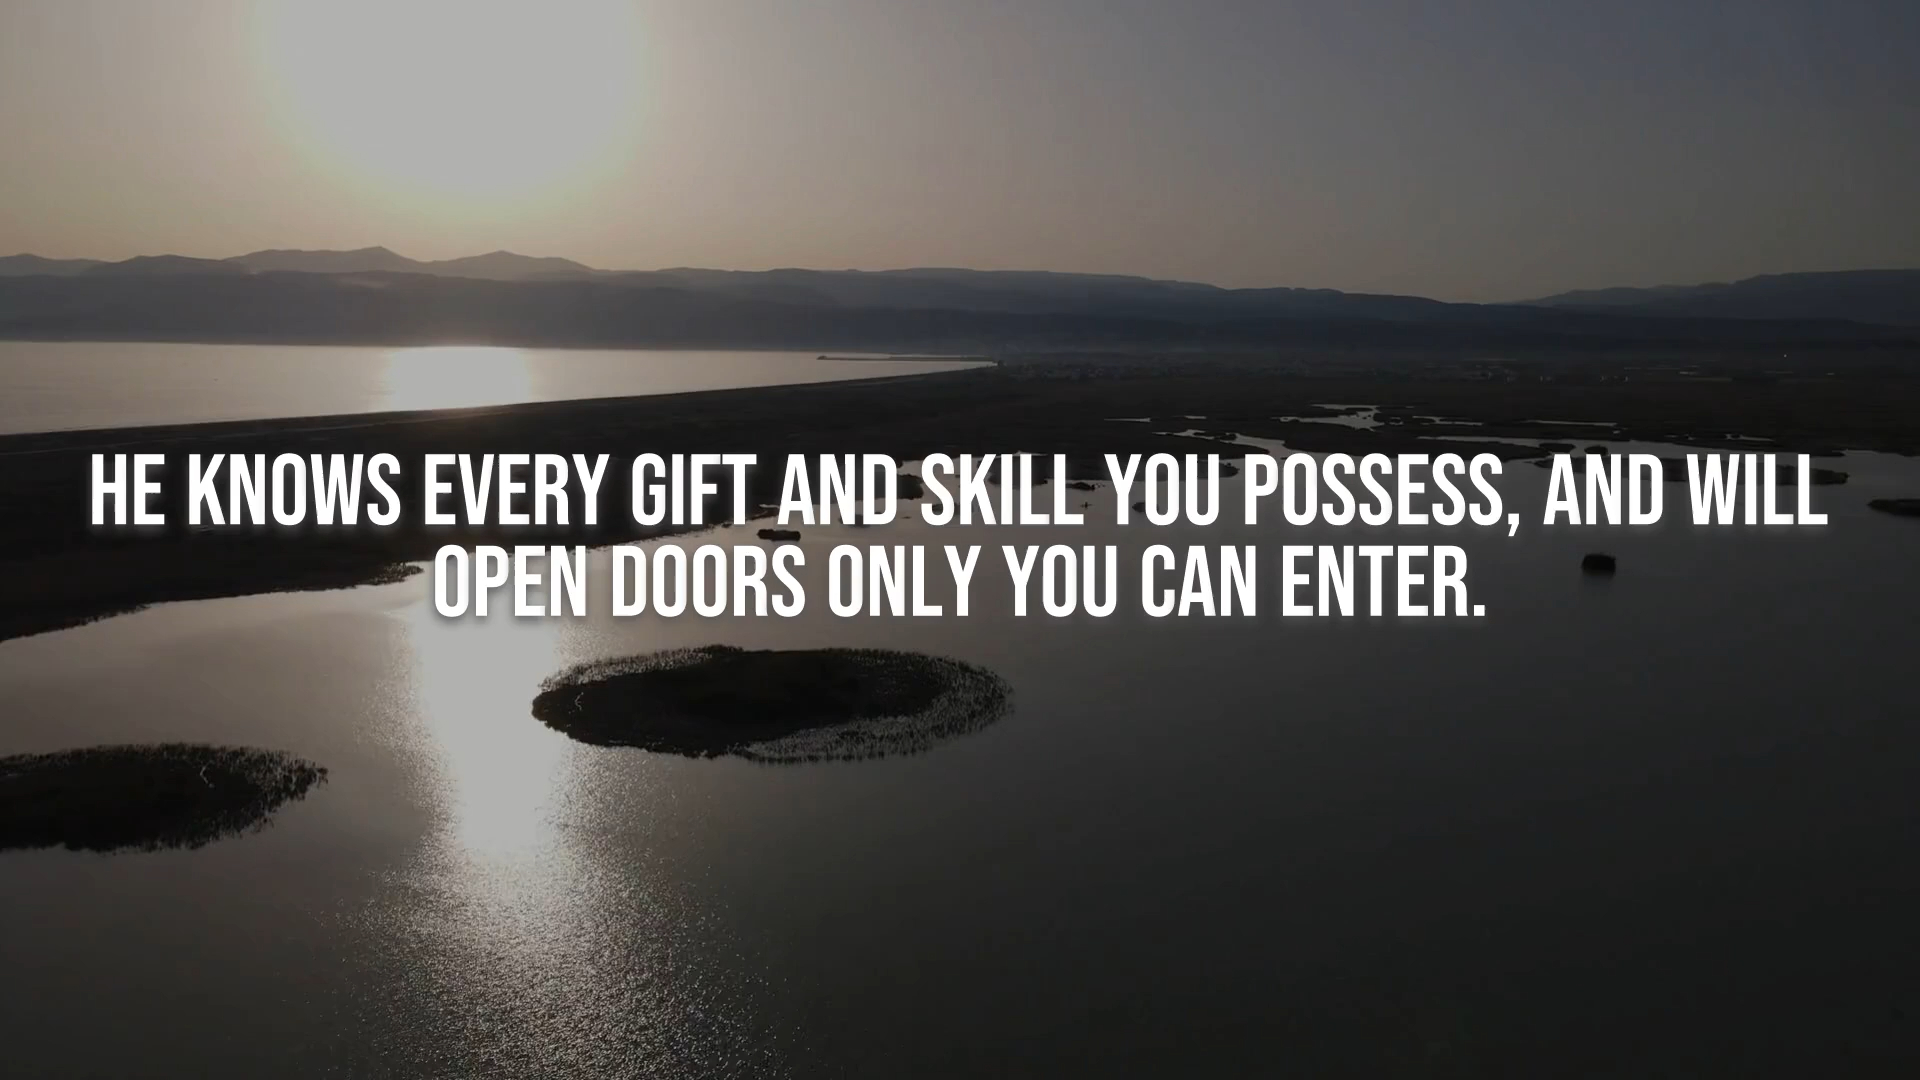 HE KNOWS EVERY GIFT AND SKILL YOU POSSESS, AND WILL
OPEN DOORS ONLY YOU CAN ENTER.